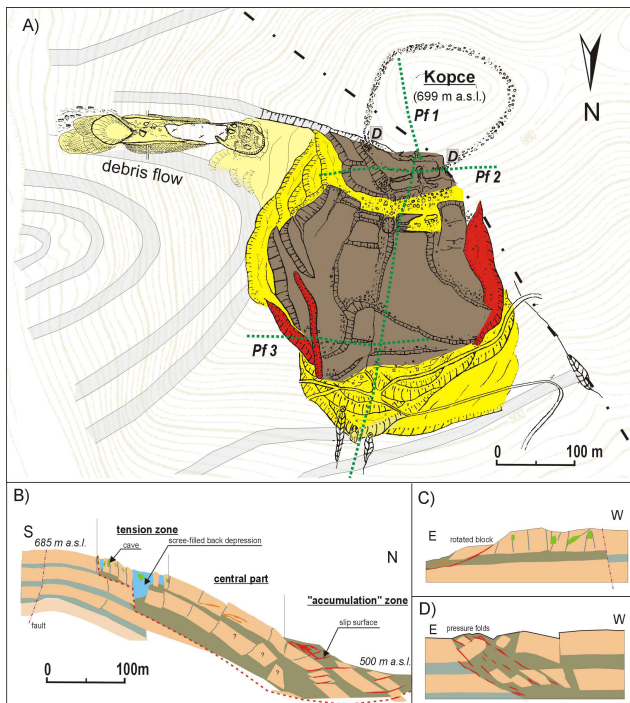 A)
Kopce
(699 m a.s.l.)
Pf 1
N
D
D
Pf 2
debris flow
Pf 3
0 100 m
B)
S
685 m a.s.l.
tension zone
cave
scree-filled back depression
N
central part
"accumulation" zone
slip surface
fault
?
?
?
500 m a.s.l.
0 100m
C)
W
E
rotated block
D)
W
E
pressure folds